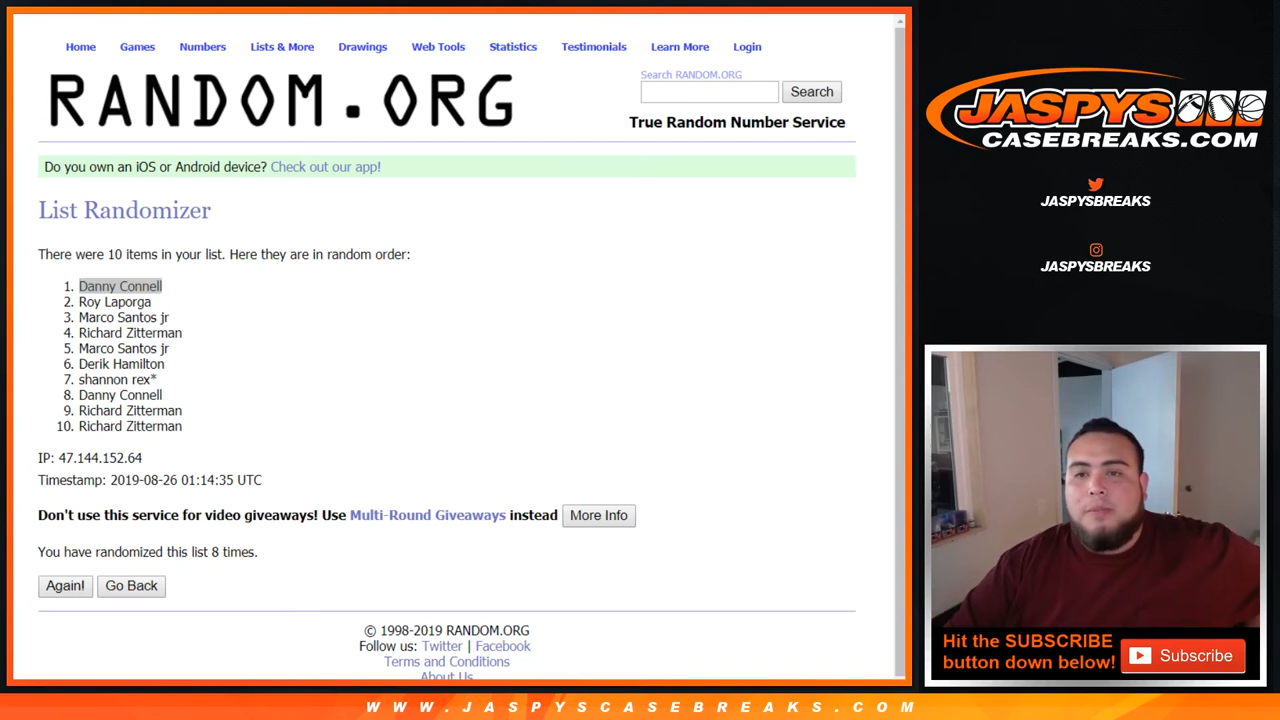 Home Games Numbers Lists & More Drawings Web Tools Statistics Testimonials Learn More Login
RANDOM.ORG
Search RANDOM.ORG
Search
True Random Number Service
Do you own an iOS or Android device? Check out our app!
List Randomizer
There were 10 items in your list. Here they are in random order:
1. Danny Connell
2. Roy Laporga
3. Marco Santos jr
4. Richard Zitterman
5. Marco Santos jr
6. Derik Hamilton
7. shannon rex*
8. Danny Connell
9. Richard Zitterman
10. Richard Zitterman
IP: 47.144.152.64
Timestamp: 2019-08-26 01:14:35 UTC
Don't use this service for video giveaways! Use Multi-Round Giveaways instead More Info
You have randomized this list 8 times.
Again! Go Back
© 1998-2019 RANDOM.ORG
Follow us: Twitter | Facebook
Terms and Conditions
About Us
JASPYS
CASEBREAKS.COM
JASPYSBREAKS
JASPYSBREAKS
Hit the SUBSCRIBE
button down below!
Subscribe
WWW.JASPYSCASEBREAKS.COM